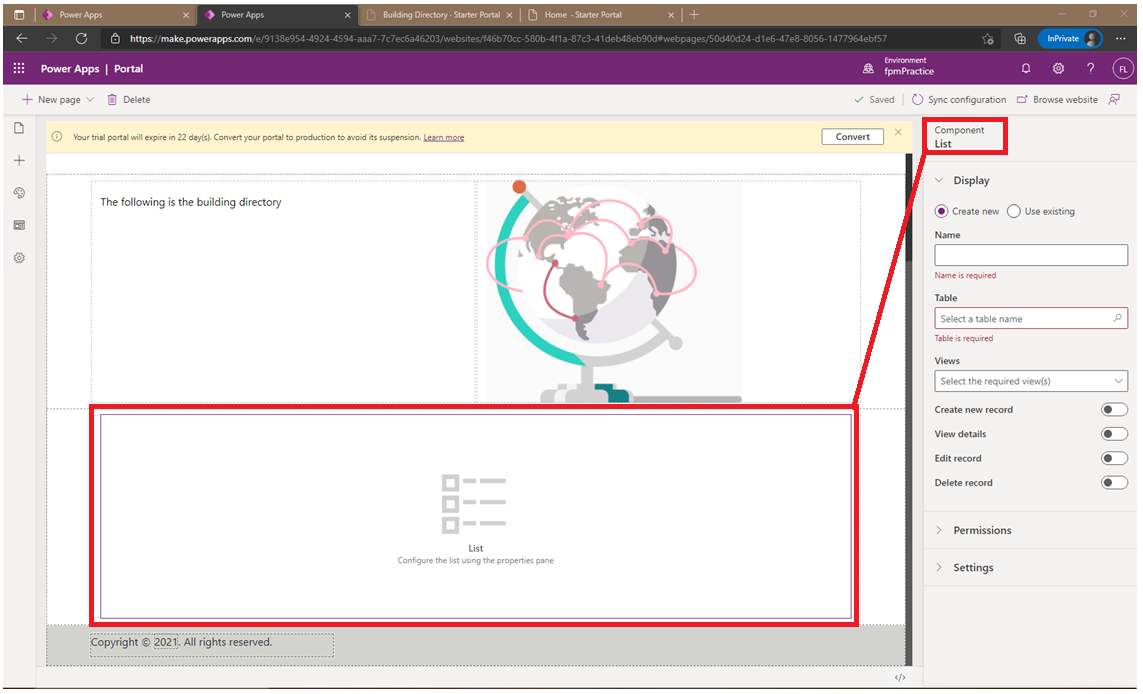 Power Apps
Power Apps
Building Directory - Starter Portal
Home - Starter Portal
https://make.powerapps.com/e/9138e954-4924-4594-aaa7-7c7ec6a46203/websites/f46b70cc-580b-4f1a-87c3-41deb48eb90d#webpages/50d40d24-d1e6-47e8-8056-1477964ebf57
InPrivate
Power Apps | Portal
Environment
fpmPractice
FL
New page
Delete
Saved
Sync configuration
Browse website
Your trial portal will expire in 22 day(s). Convert your portal to production to avoid its suspension. Learn more
Convert
The following is the building directory
List
Configure the list using the properties pane
Copyright © 2021. All rights reserved.
</>
Component
List
Display
Create new
Use existing
Name
Name is required
Table
Select a table name
Table is required
Views
Select the required view(s)
Create new record
View details
Edit record
Delete record
Permissions
Settings